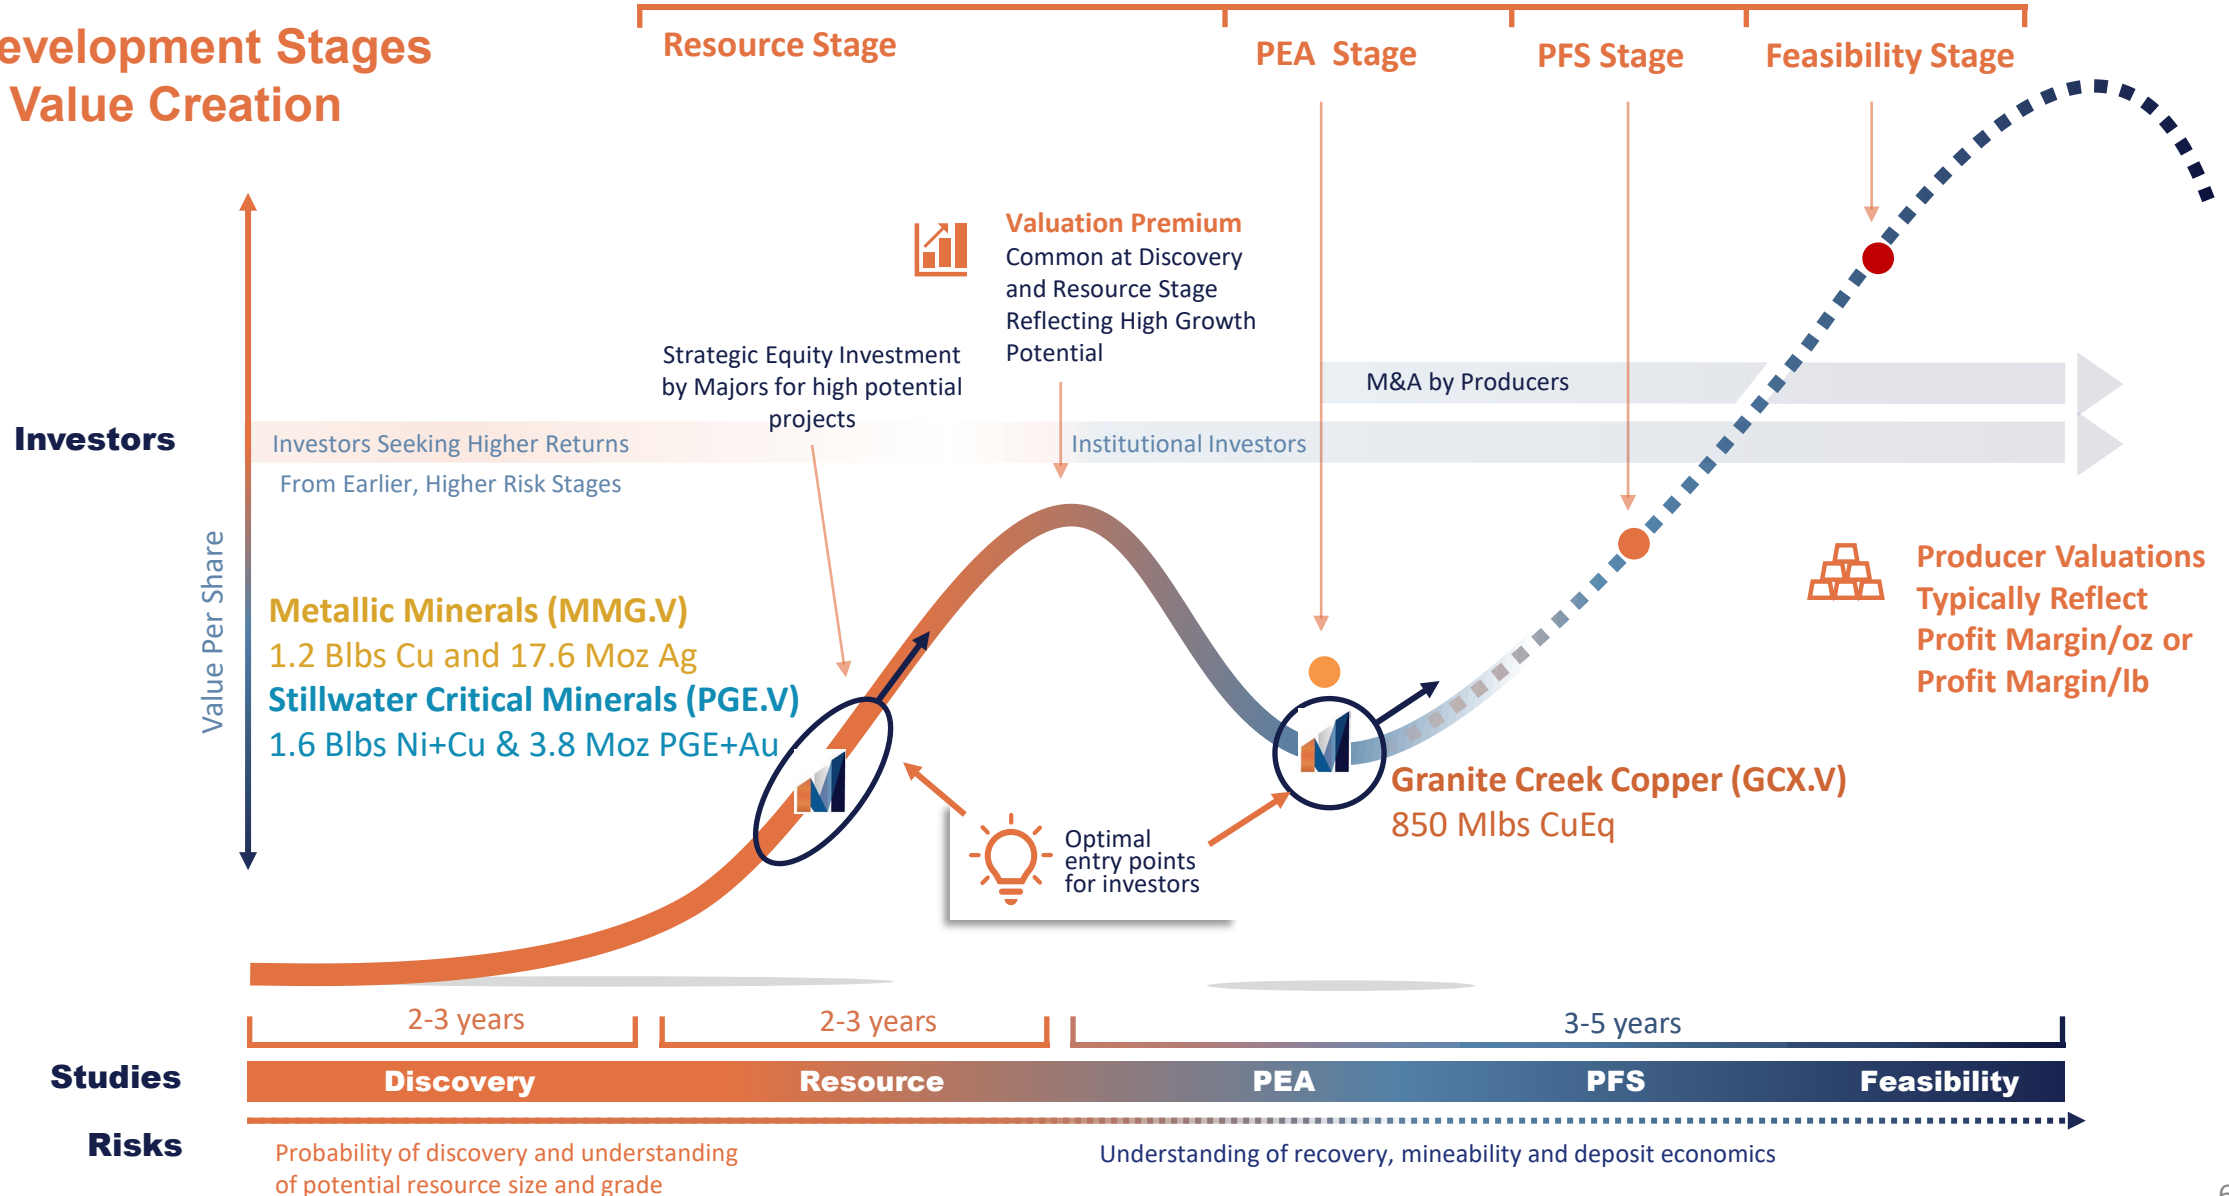 evelopment Stages
Value Creation
Resource Stage
PEA Stage
PFS Stage
Feasibility Stage
Valuation Premium
Common at Discovery
and Resource Stage
Reflecting High Growth
Potential
Strategic Equity Investment
by Majors for high potential
projects
M&A by Producers
Investors
Investors Seeking Higher Returns
From Earlier, Higher Risk Stages
Institutional Investors
Value Per Share
Metallic Minerals (MMG.V)
1.2 Blbs Cu and 17.6 Moz Ag
Stillwater Critical Minerals (PGE.V)
1.6 Blbs Ni+Cu & 3.8 Moz PGE+Au
Producer Valuations
Typically Reflect
Profit Margin/oz or
Profit Margin/lb
Granite Creek Copper (GCX.V)
850 Mlbs CuEq
Optimal
entry points
for investors
2-3 years
2-3 years
3-5 years
Studies
Discovery
Resource
PEA
PFS
Feasibility
Risks
Probability of discovery and understanding
of potential resource size and grade
Understanding of recovery, mineability and deposit economics